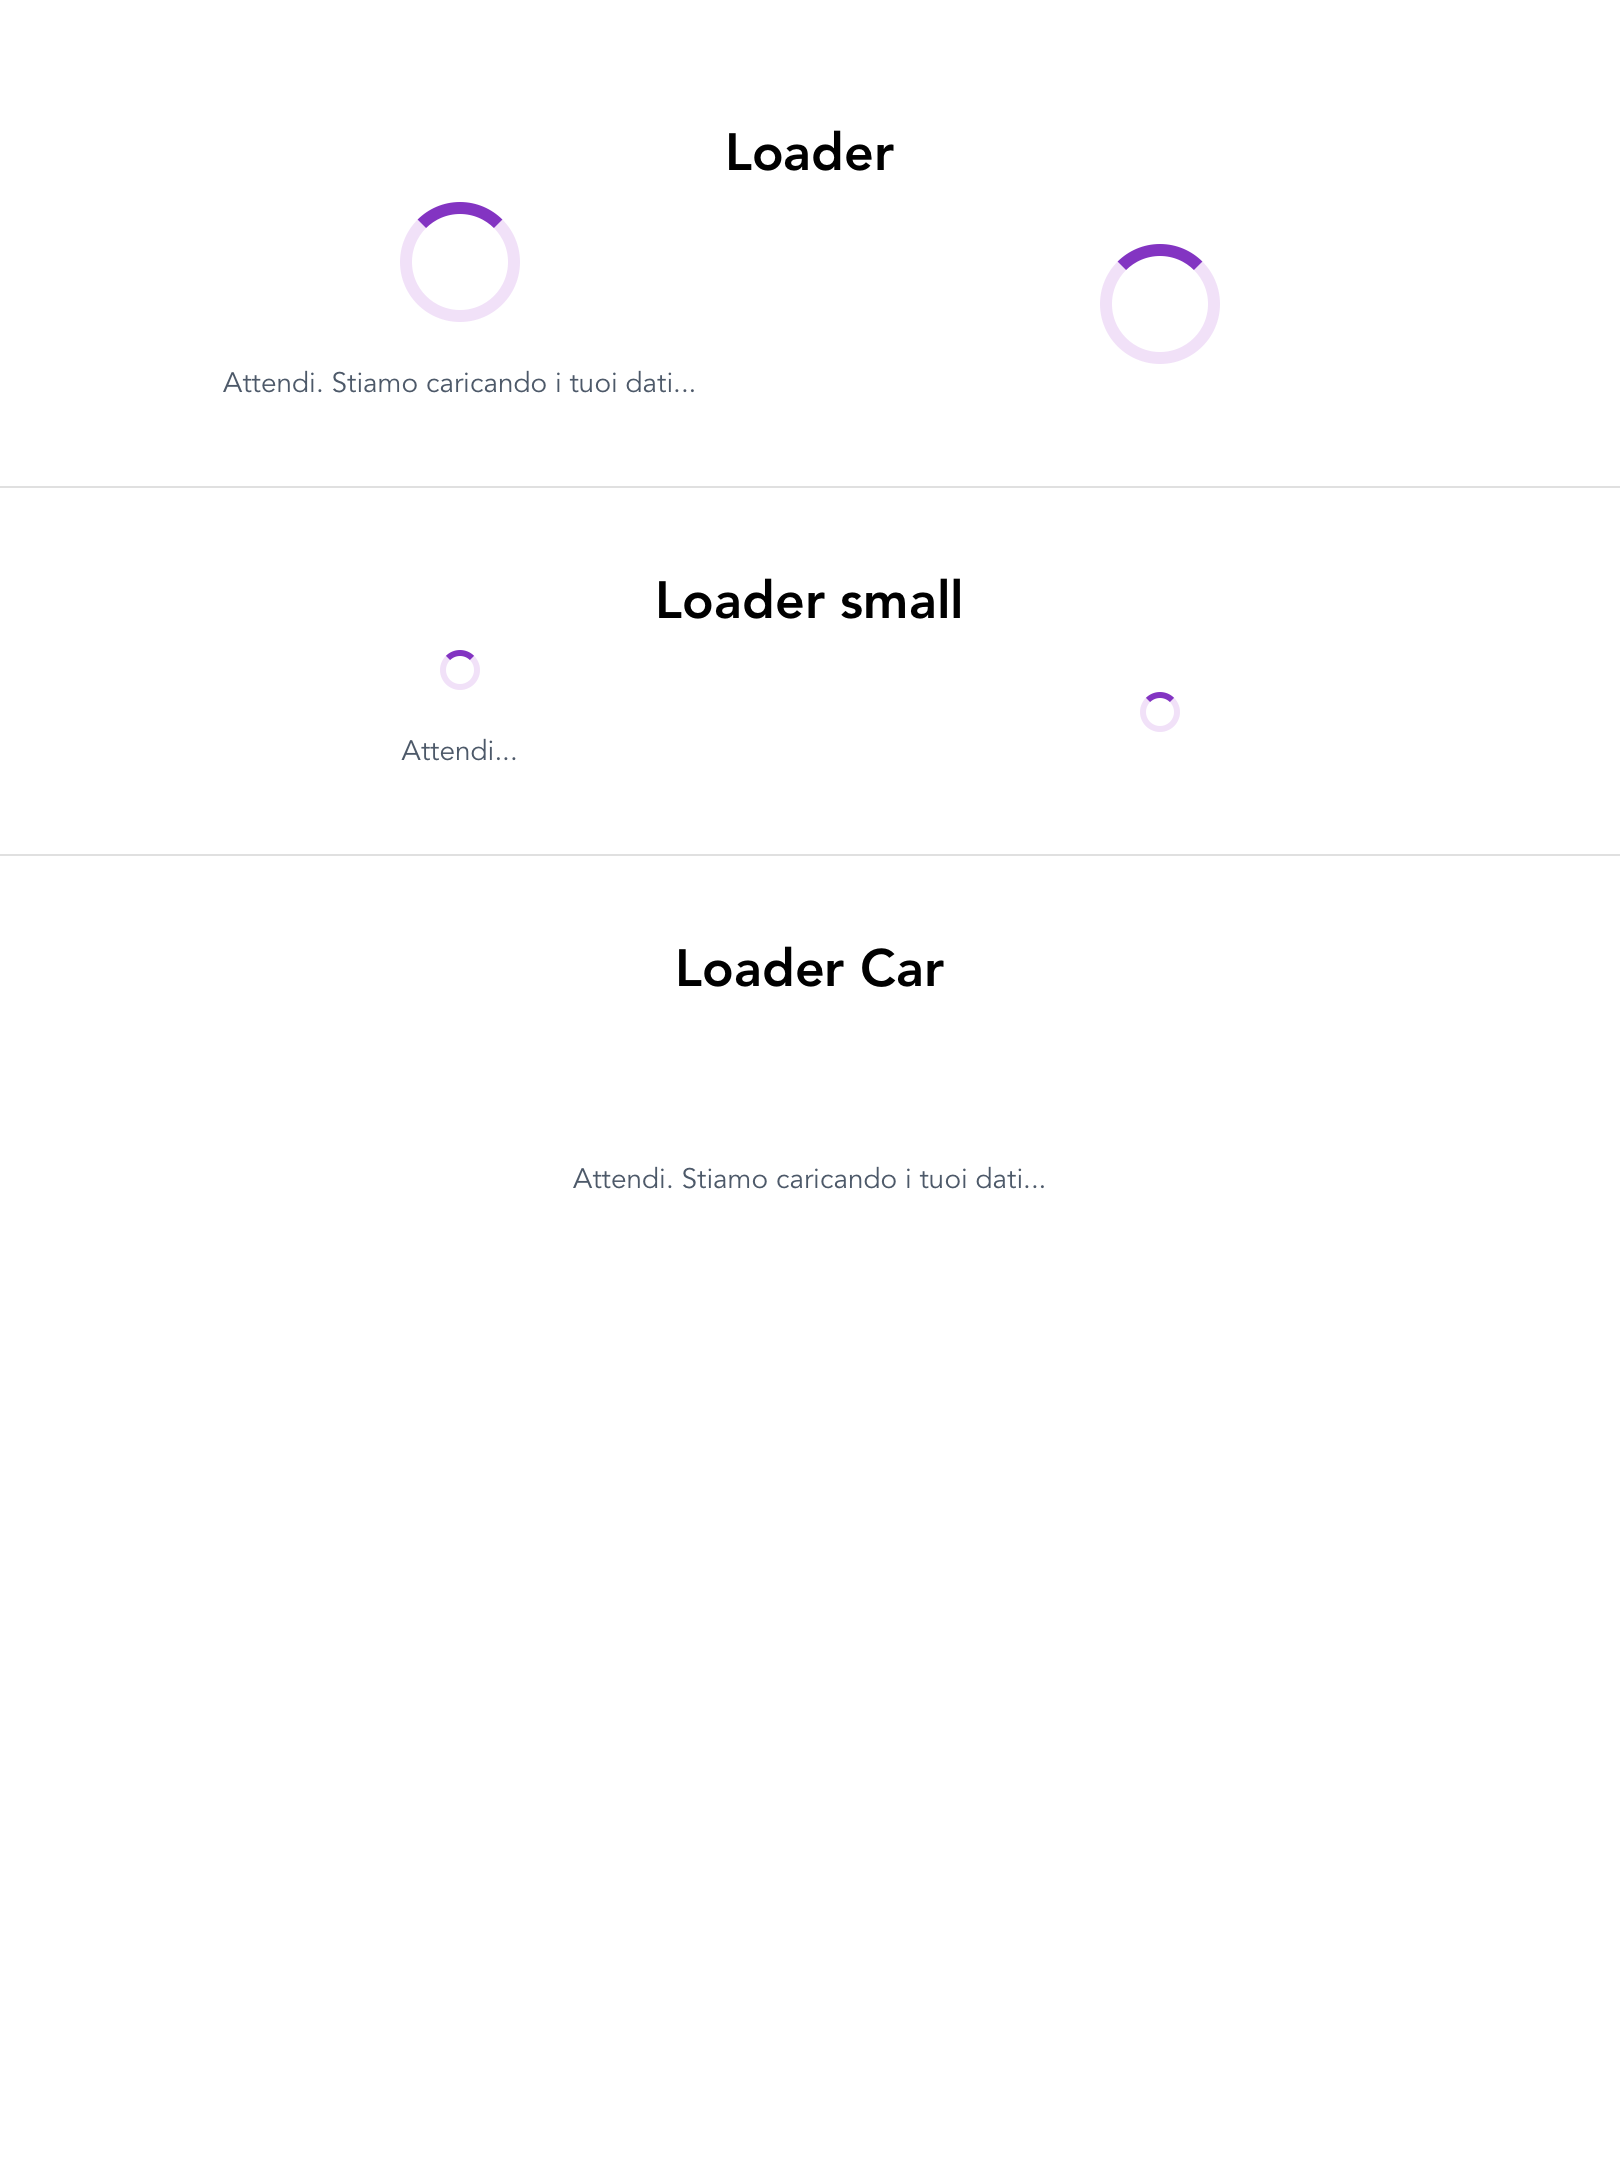 Loader
Attendi. Stiamo caricando i tuoi dati...
Loader small
Attendi...
Loader Car
Attendi. Stiamo caricando i tuoi dati...